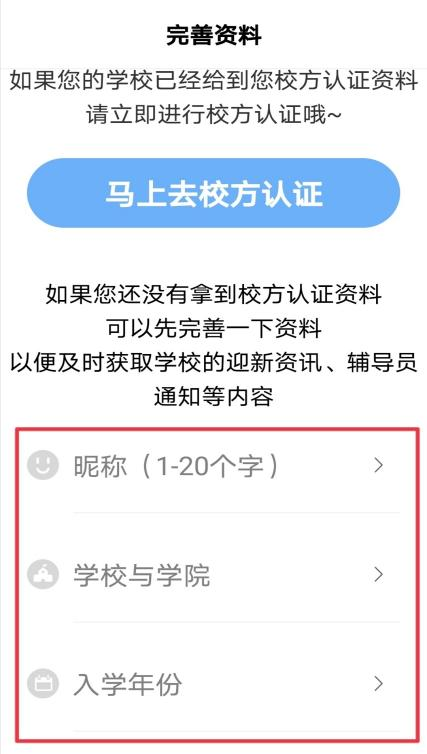 完善资料
如果您的学校已经给到您校方认证资料
请立即进行校方认证哦~
马上去校方认证
如果您还没有拿到校方认证资料
可以先完善一下资料
以便及时获取学校的迎新资讯、辅导员
通知等内容
昵称（1-20个字）
学校与学院
入学年份